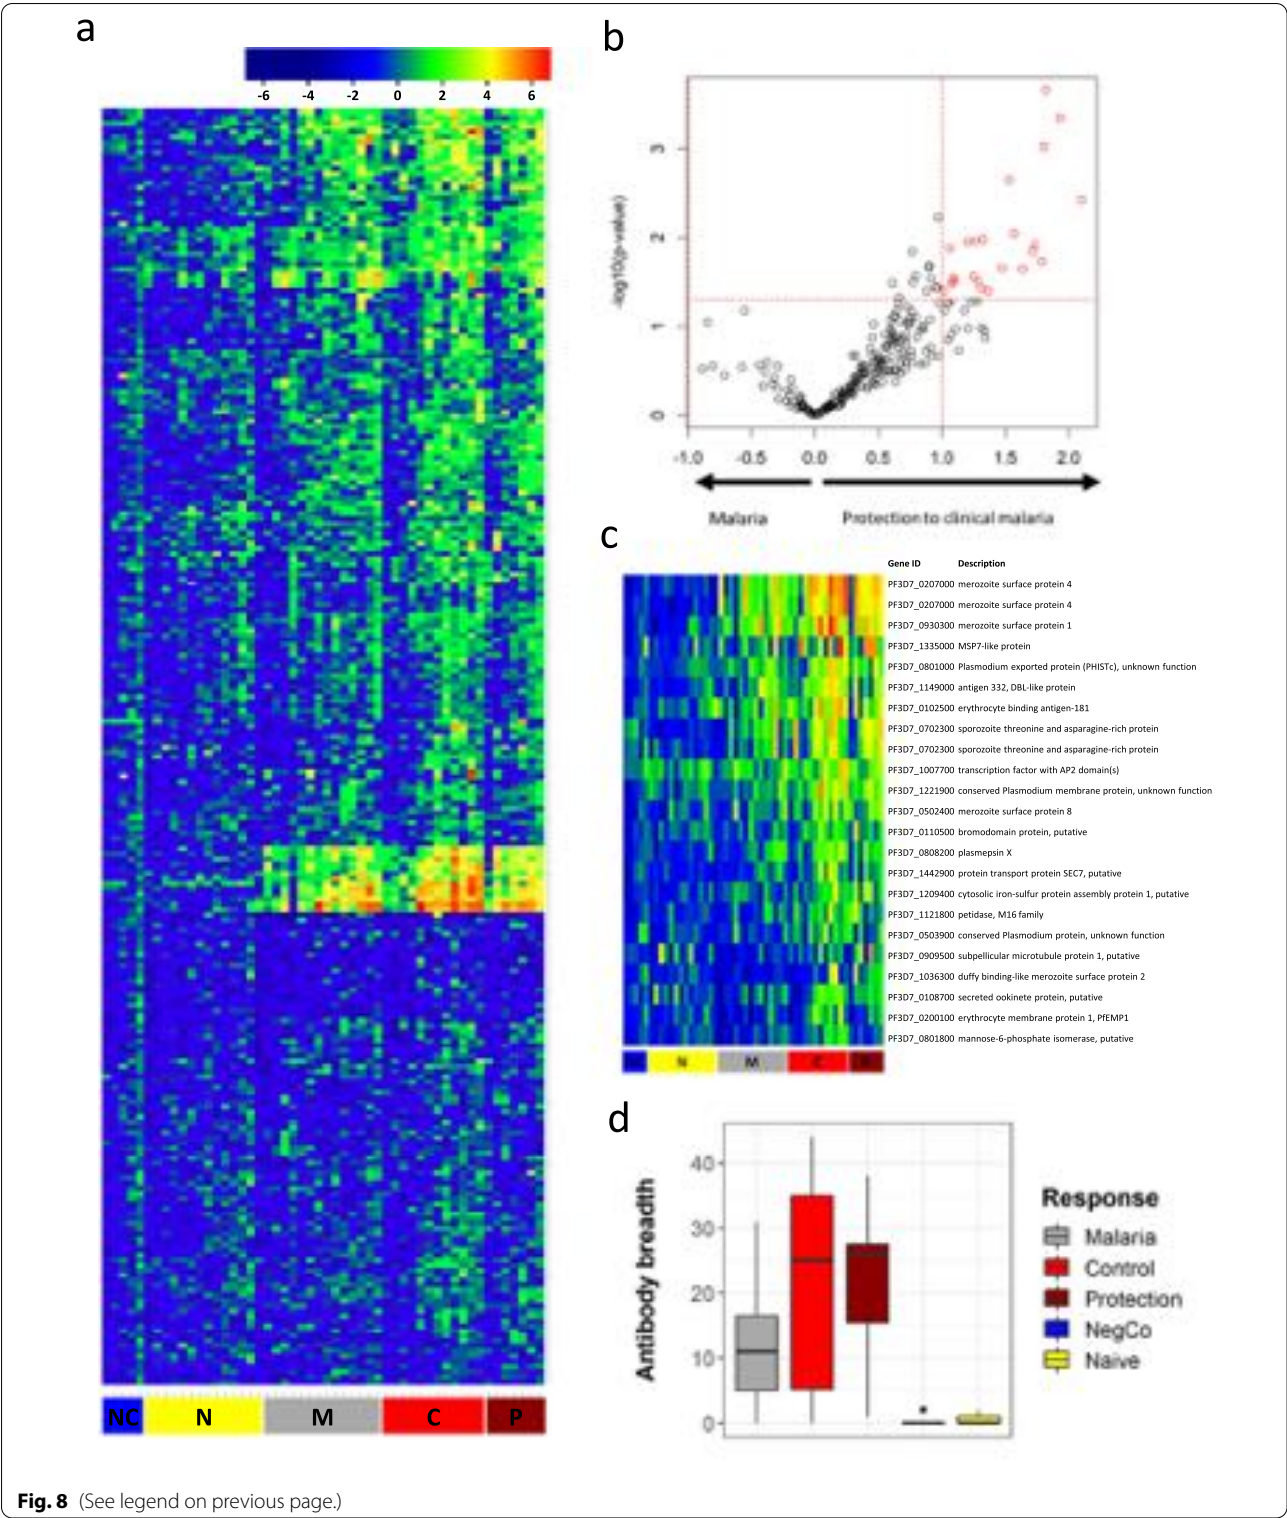 a
-6 -4 -2 0 2 4 6
NC N M C P
b
-log10(p-value)
3
2
1
0
-1.0 -0.5 0.0 0.5 1.0 1.5 2.0
Malaria Protection to clinical malaria
c
Gene ID Description
PF3D7_0207000 merozoite surface protein 4
PF3D7_0207000 merozoite surface protein 4
PF3D7_0930300 merozoite surface protein 1
PF3D7_1335000 MSP7-like protein
PF3D7_0801000 Plasmodium exported protein (PHISTc), unknown function
PF3D7_1149000 antigen 332, DBL-like protein
PF3D7_0102500 erythrocyte binding antigen-181
PF3D7_0702300 sporozoite threonine and asparagine-rich protein
PF3D7_0702300 sporozoite threonine and asparagine-rich protein
PF3D7_1007700 transcription factor with AP2 domain(s)
PF3D7_1221900 conserved Plasmodium membrane protein, unknown function
PF3D7_0502400 merozoite surface protein 8
PF3D7_0110500 bromodomain protein, putative
PF3D7_0808200 plasmepsin X
PF3D7_1442900 protein transport protein SEC7, putative
PF3D7_1209400 cytosolic iron-sulfur protein assembly protein 1, putative
PF3D7_1121800 petidase, M16 family
PF3D7_0503900 conserved Plasmodium protein, unknown function
PF3D7_0909500 subpellicular microtubule protein 1, putative
PF3D7_1036300 duffy binding-like merozoite surface protein 2
PF3D7_0108700 secreted ookinete protein, putative
PF3D7_0200100 erythrocyte membrane protein 1, PfEMP1
PF3D7_0801800 mannose-6-phosphate isomerase, putative
N M C
d
Antibody breadth
40
30
20
10
0
Response
Malaria
Control
Protection
NegCo
Naive
Fig. 8 (See legend on previous page.)